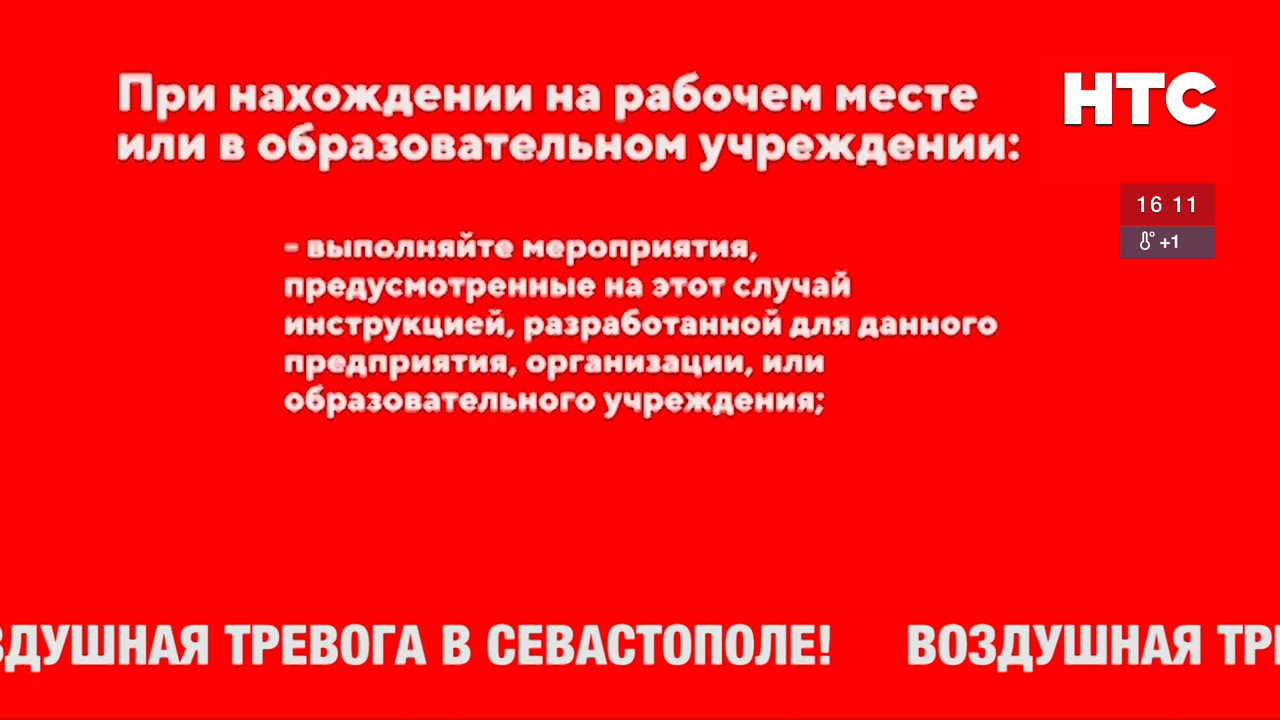 При нахождении на рабочем месте
или в образовательном учреждении:
НТС
16 11
+1
– выполняйте мероприятия,
предусмотренные на этот случай
инструкцией, разработанной для данного
предприятия, организации, или
образовательного учреждения;
ЗДУШНАЯ ТРЕВОГА В СЕВАСТОПОЛЕ! ВОЗДУШНАЯ ТРЕ